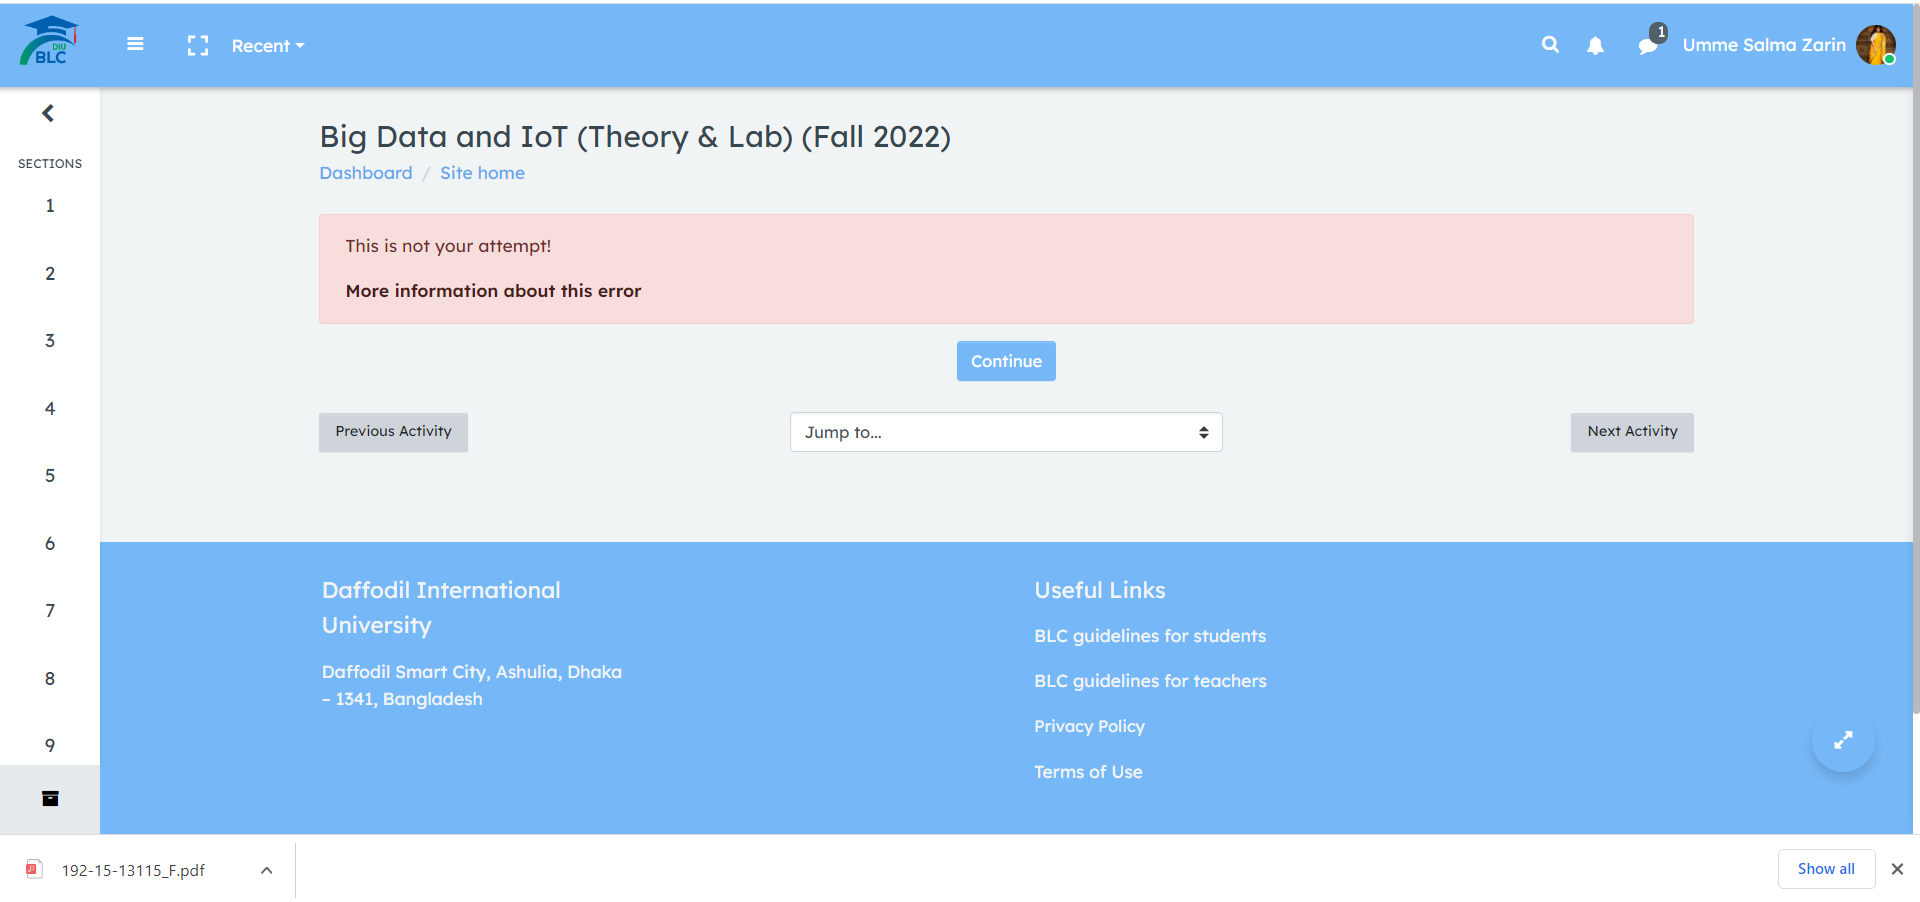 DIU
BLC
Recent
1
Umme Salma Zarin
SECTIONS
1
2
3
4
5
6
7
8
9
Big Data and IoT (Theory & Lab) (Fall 2022)
Dashboard / Site home
This is not your attempt!
More information about this error
Continue
Previous Activity
Jump to...
Next Activity
Daffodil International
University
Daffodil Smart City, Ashulia, Dhaka
– 1341, Bangladesh
Useful Links
BLC guidelines for students
BLC guidelines for teachers
Privacy Policy
Terms of Use
192-15-13115_F.pdf
Show all